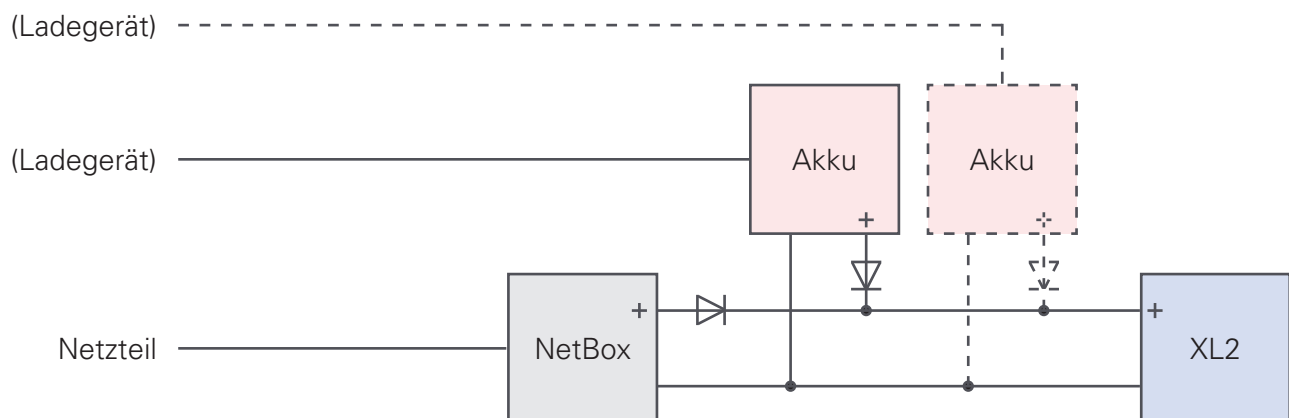 (Ladegerät)
(Ladegerät)
Akku
Akku
+
+
+
+
Netzteil
NetBox
XL2